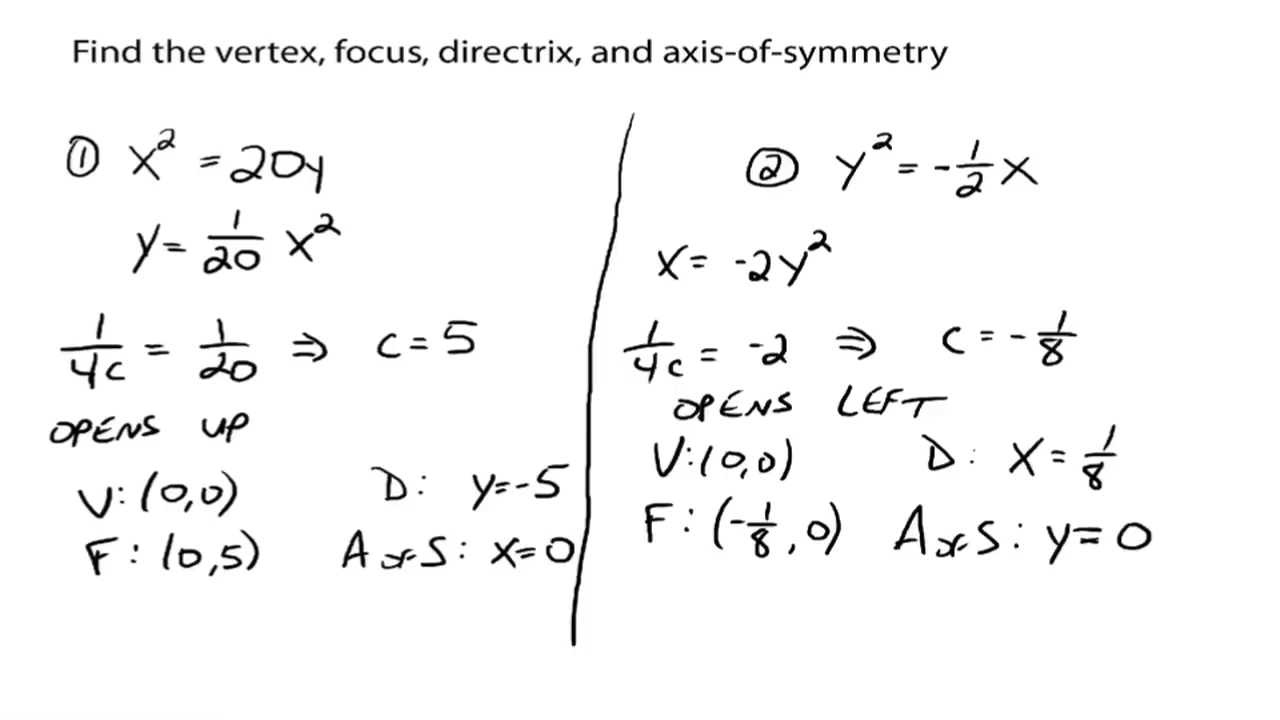 Find the vertex, focus, directrix, and axis-of-symmetry
① x² = 20y
y = 1/20 x²
1/4c = 1/20 ⇒ c = 5
OPENS UP
V: (0,0) D: y=-5
F: (0,5) A x S: x=0
② y² = -1/2 x
x = -2y²
1/4c = -2 ⇒ c = -1/8
OPENS LEFT
V: (0,0) D: x = 1/8
F: (-1/8, 0) A x S: y = 0